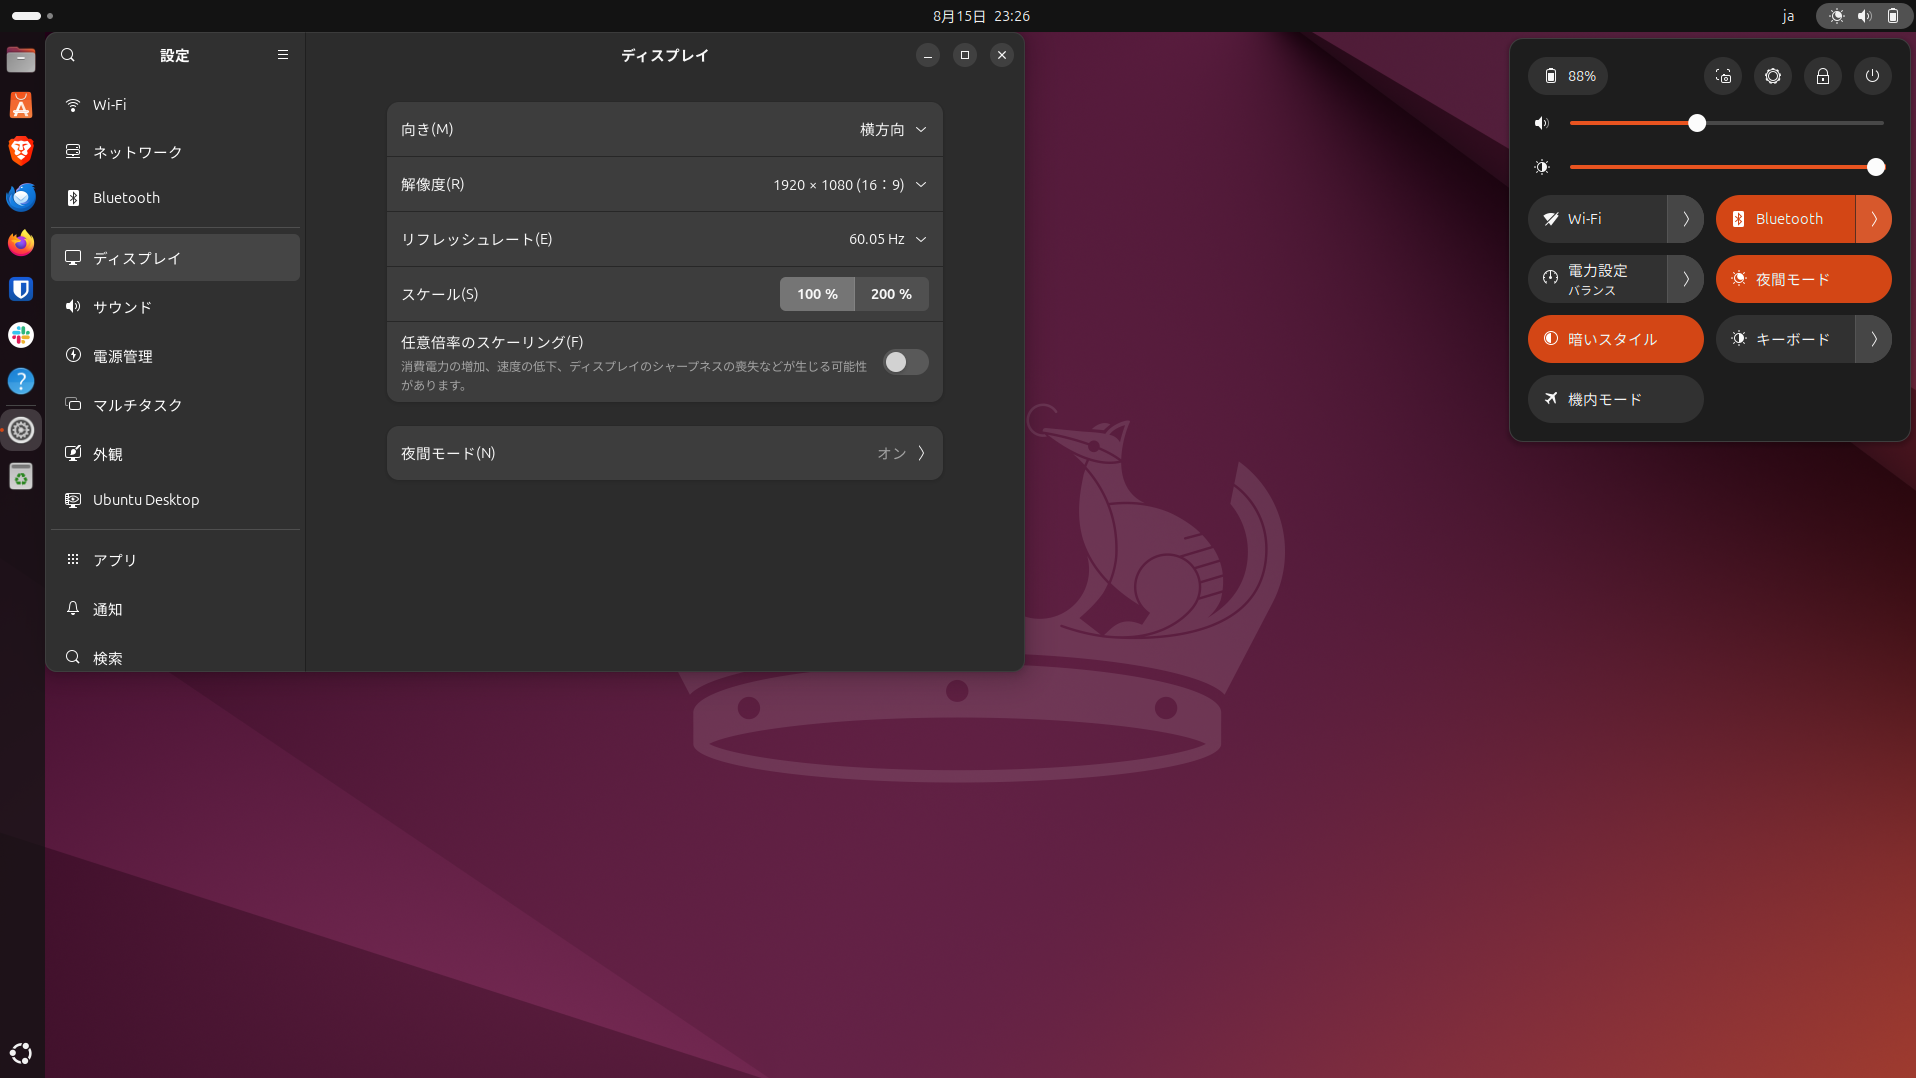 8月15日 23:26
ja
設定
ディスプレイ
Wi-Fi
ネットワーク
Bluetooth
ディスプレイ
サウンド
電源管理
マルチタスク
外観
Ubuntu Desktop
アプリ
通知
検索
向き(M)
横方向
解像度(R)
1920 × 1080 (16：9)
リフレッシュレート(E)
60.05 Hz
スケール(S)
100 %
200 %
任意倍率のスケーリング(F)
消費電力の増加、速度の低下、ディスプレイのシャープネスの喪失などが生じる可能性
があります。
夜間モード(N)
オン
88%
Wi-Fi
Bluetooth
電力設定
バランス
夜間モード
暗いスタイル
キーボード
機内モード